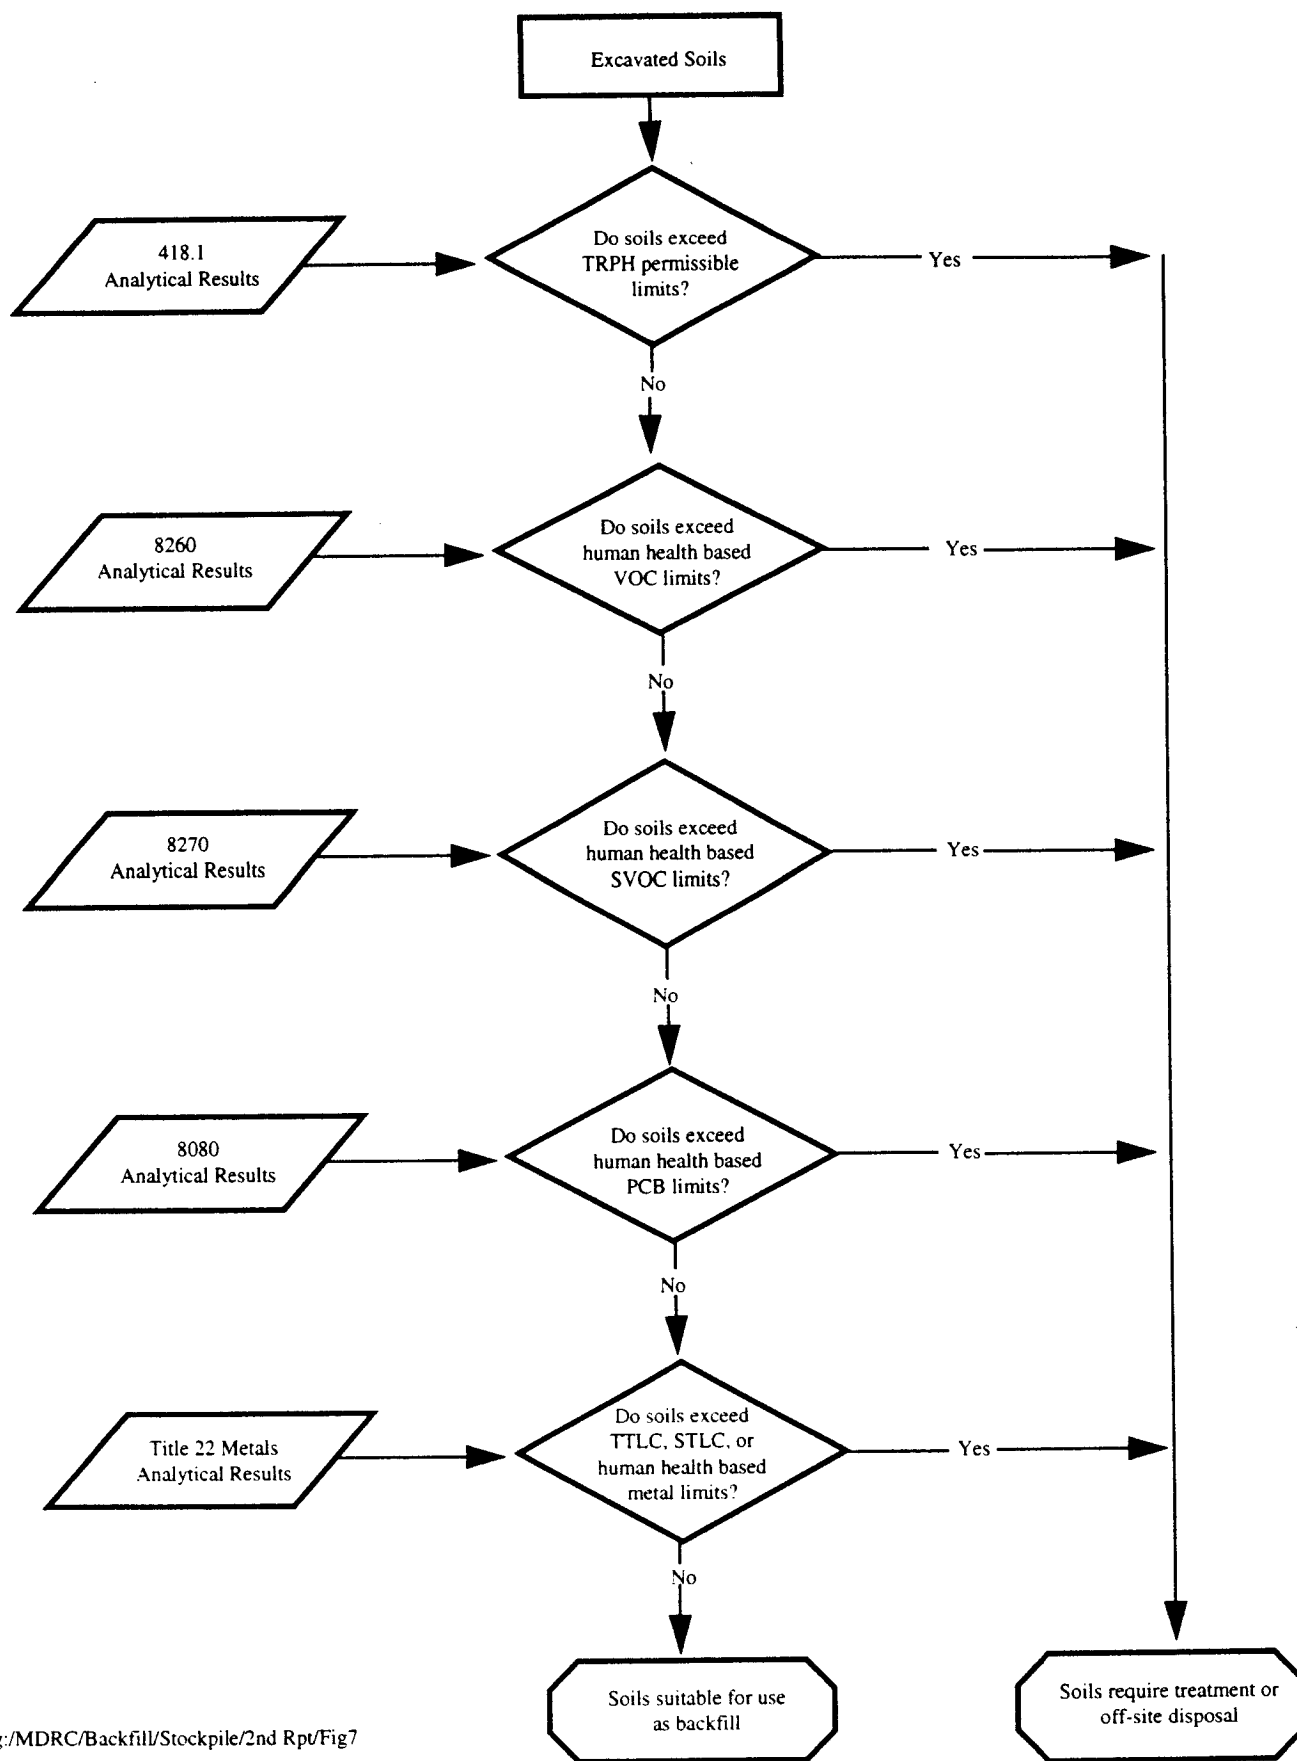 Excavated Soils
Do soils exceed
TRPH permissible
limits?
418.1
Analytical Results
Yes
No
Do soils exceed
human health based
VOC limits?
8260
Analytical Results
Yes
No
Do soils exceed
human health based
SVOC limits?
8270
Analytical Results
Yes
No
Do soils exceed
human health based
PCB limits?
8080
Analytical Results
Yes
No
Do soils exceed
TTLC, STLC, or
human health based
metal limits?
Title 22 Metals
Analytical Results
Yes
No
Soils suitable for use
as backfill
Soils require treatment or
off-site disposal
g:/MDRC/Backfill/Stockpile/2nd Rpt/Fig7